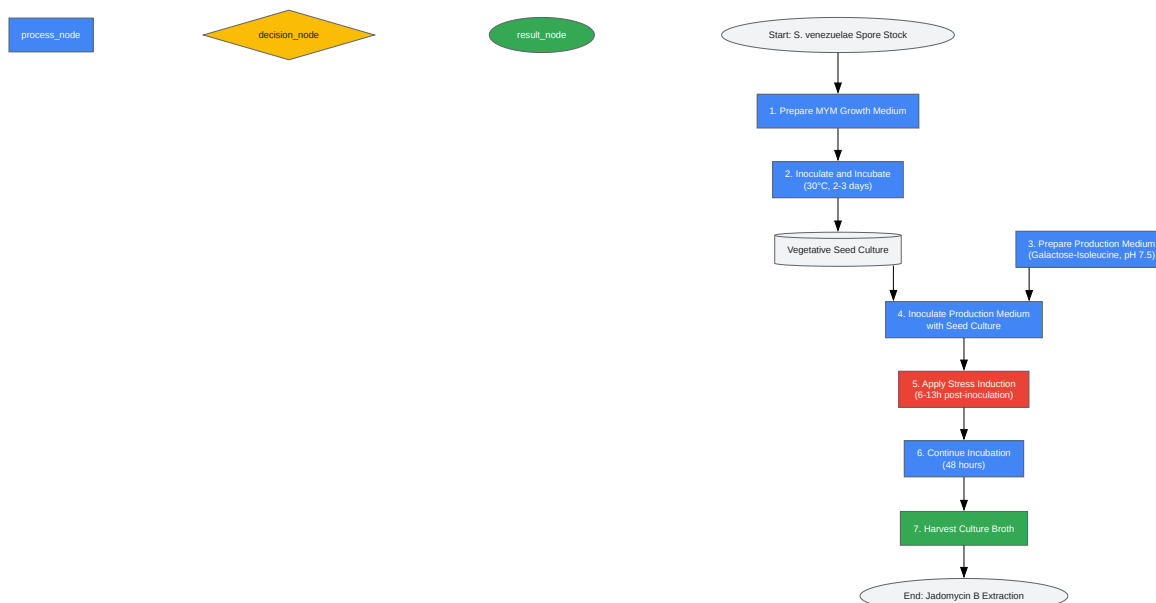 process_node
decision_node
result_node
Start: S. venezuelae Spore Stock
1. Prepare MYM Growth Medium
2. Inoculate and Incubate
(30°C, 2-3 days)
Vegetative Seed Culture
3. Prepare Production Medium
(Galactose-Isoleucine, pH 7.5)
4. Inoculate Production Medium
with Seed Culture
5. Apply Stress Induction
(6-13h post-inoculation)
6. Continue Incubation
(48 hours)
7. Harvest Culture Broth
End: Jadomycin B Extraction